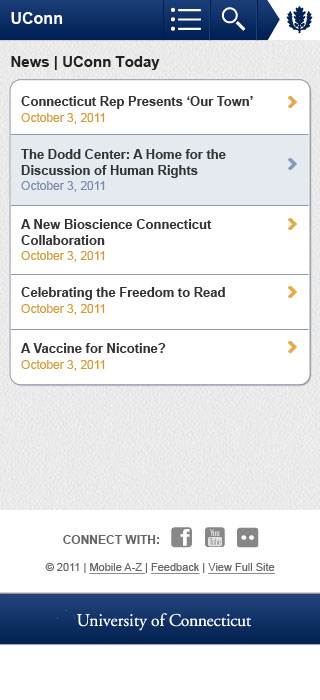 UConn
News | UConn Today
Connecticut Rep Presents ‘Our Town’
October 3, 2011
The Dodd Center: A Home for the
Discussion of Human Rights
October 3, 2011
A New Bioscience Connecticut
Collaboration
October 3, 2011
Celebrating the Freedom to Read
October 3, 2011
A Vaccine for Nicotine?
October 3, 2011
CONNECT WITH: f You Tube
© 2011 | Mobile A-Z | Feedback | View Full Site
University of Connecticut